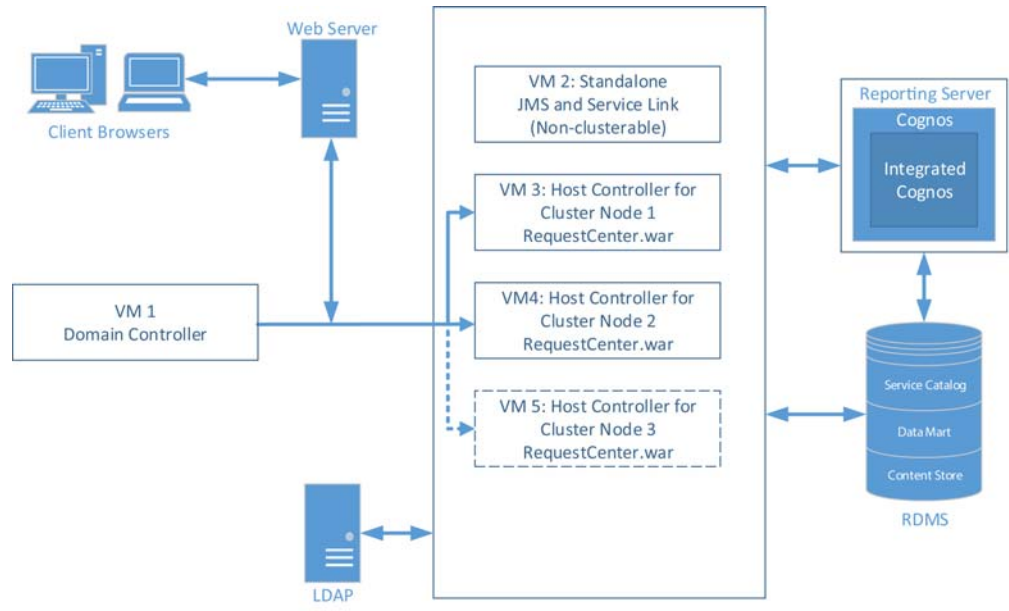 Web Server
Client Browsers
VM 2: Standalone
JMS and Service Link
(Non-clusterable)
Reporting Server
Cognos
Integrated
Cognos
VM 3: Host Controller for
Cluster Node 1
RequestCenter.war
VM 1
Domain Controller
VM4: Host Controller for
Cluster Node 2
RequestCenter.war
VM 5: Host Controller for
Cluster Node 3
RequestCenter.war
Service Catalog
Data Mart
Content Store
RDMS
LDAP